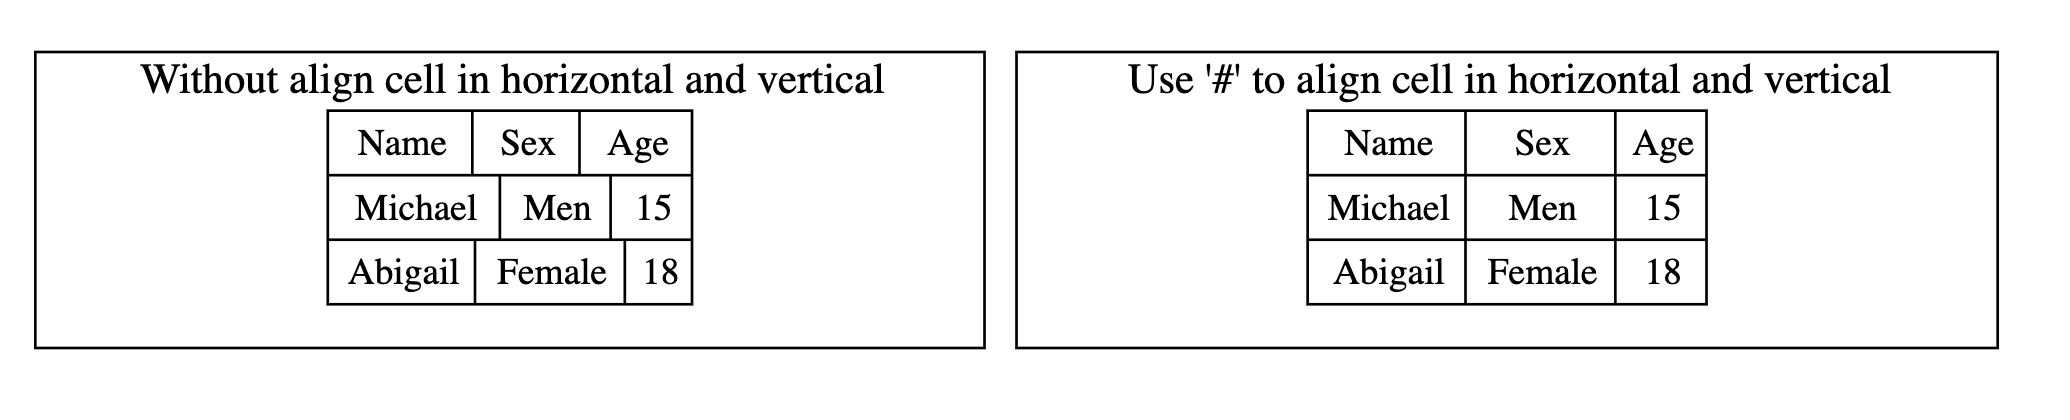 Without align cell in horizontal and vertical
Name Sex Age
Michael Men 15
Abigail Female 18
Use '#' to align cell in horizontal and vertical
Name Sex Age
Michael Men 15
Abigail Female 18